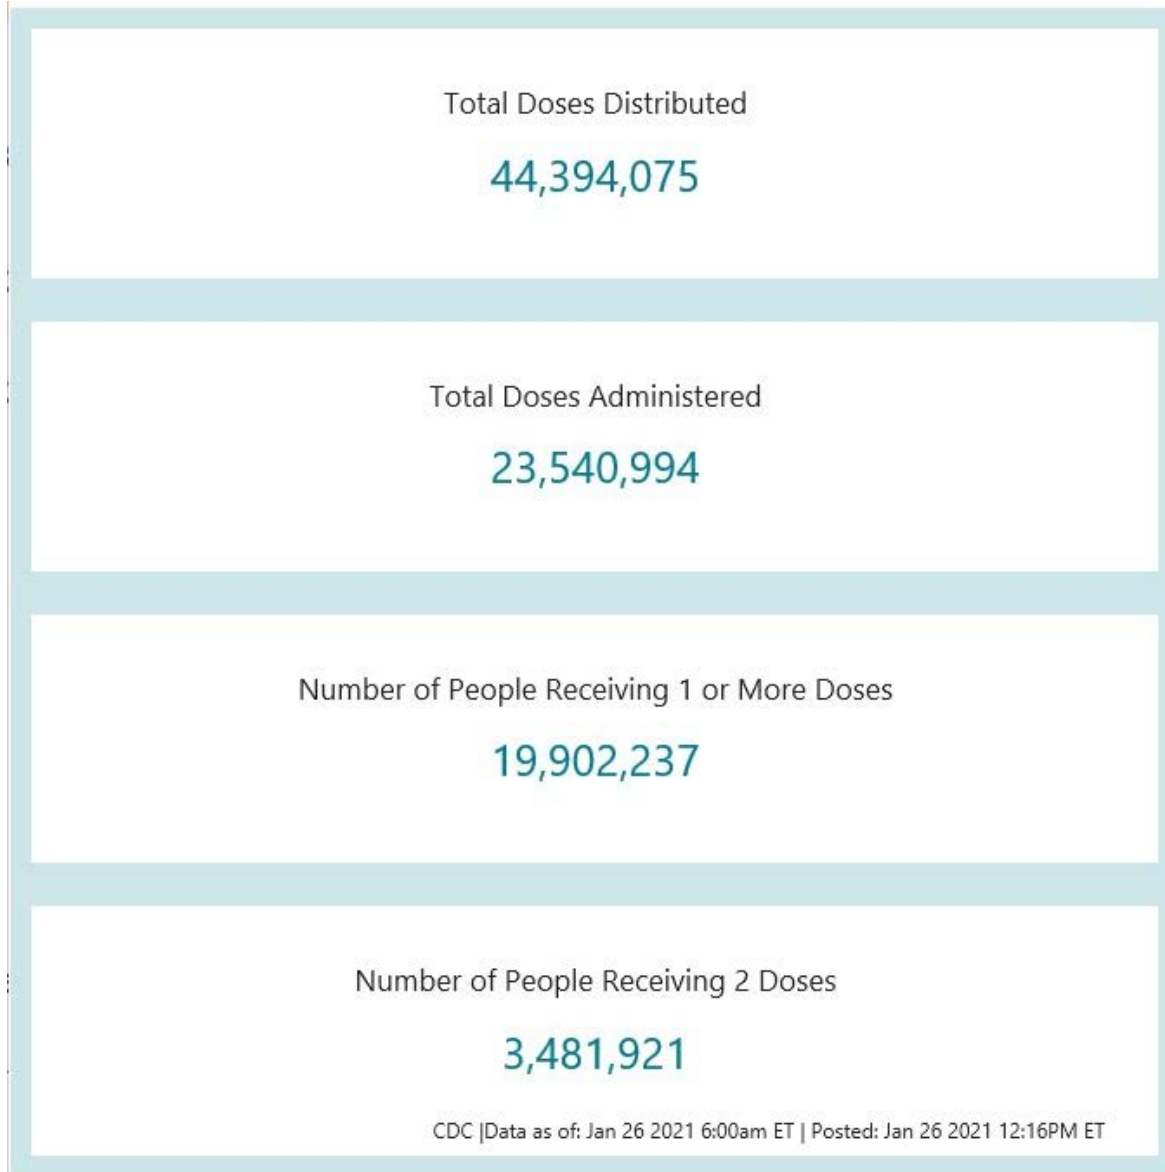 Total Doses Distributed
44,394,075
Total Doses Administered
23,540,994
Number of People Receiving 1 or More Doses
19,902,237
Number of People Receiving 2 Doses
3,481,921
CDC |Data as of: Jan 26 2021 6:00am ET | Posted: Jan 26 2021 12:16PM ET